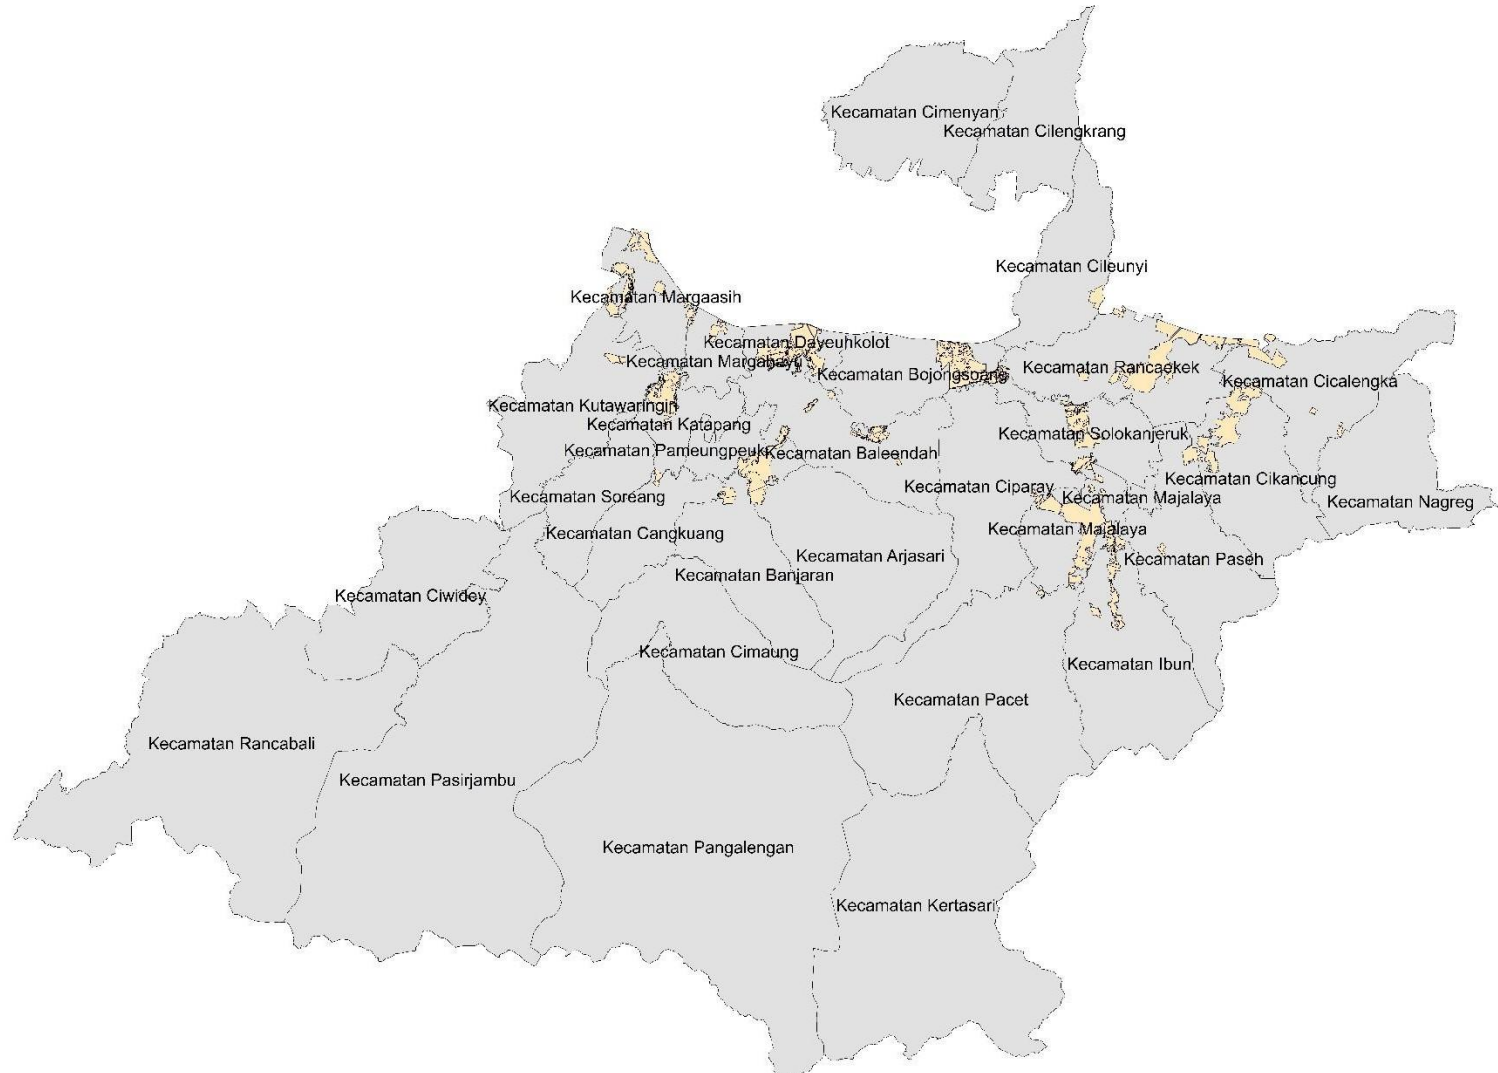 Kecamatan Cimenyan
Kecamatan Cilengkrang
Kecamatan Cileunyi
Kecamatan Margaasih
Kecamatan Dayeuhkolot
Kecamatan Margahayu
Kecamatan Bojongsoang
Kecamatan Rancaekek
Kecamatan Cicalengka
Kecamatan Kutawaringin
Kecamatan Katapang
Kecamatan Solokanjeruk
Kecamatan Pameungpeuk
Kecamatan Baleendah
Kecamatan Cikancung
Kecamatan Ciparay
Kecamatan Soreang
Kecamatan Majalaya
Kecamatan Nagreg
Kecamatan Majalaya
Kecamatan Cangkuang
Kecamatan Arjasari
Kecamatan Paseh
Kecamatan Banjaran
Kecamatan Ciwidey
Kecamatan Cimaung
Kecamatan Ibun
Kecamatan Pacet
Kecamatan Rancabali
Kecamatan Pasirjambu
Kecamatan Pangalengan
Kecamatan Kertasari